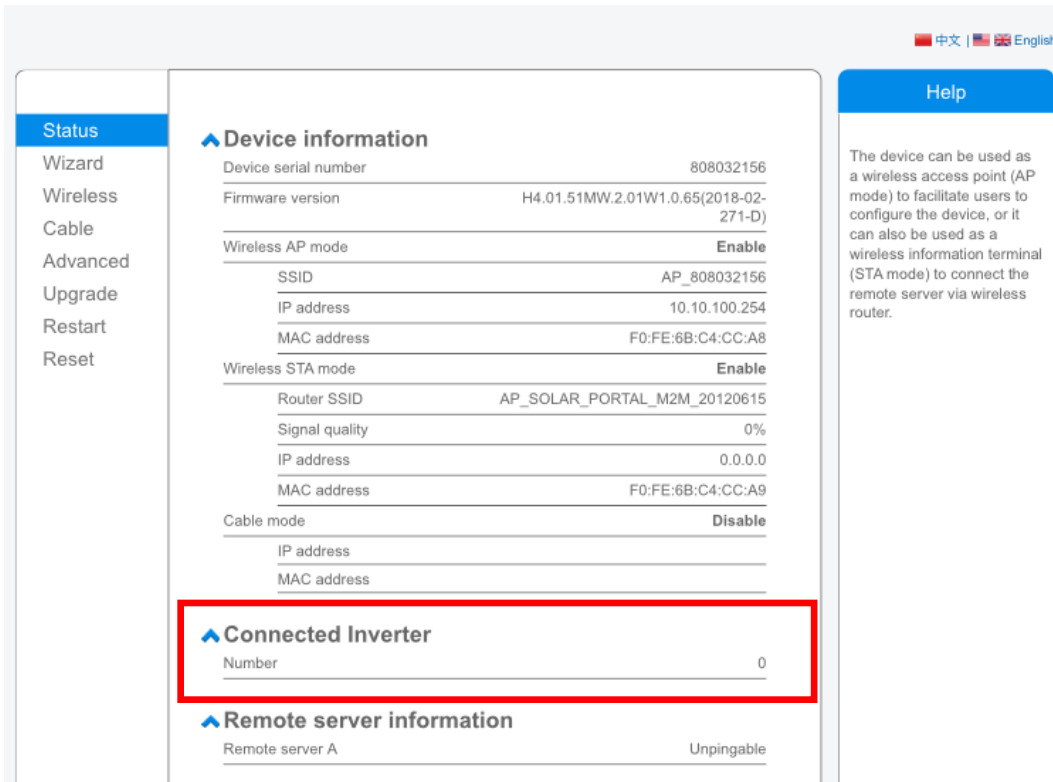 中文 | English
Help
Status
Wizard
Wireless
Cable
Advanced
Upgrade
Restart
Reset
Device information
Device serial number 808032156
Firmware version H4.01.51MW.2.01W1.0.65(2018-02-
271-D)
Wireless AP mode Enable
SSID AP_808032156
IP address 10.10.100.254
MAC address F0:FE:6B:C4:CC:A8
Wireless STA mode Enable
Router SSID AP_SOLAR_PORTAL_M2M_20120615
Signal quality 0%
IP address 0.0.0.0
MAC address F0:FE:6B:C4:CC:A9
Cable mode Disable
IP address
MAC address
Connected Inverter
Number 0
Remote server information
Remote server A Unpingable
The device can be used as
a wireless access point (AP
mode) to facilitate users to
configure the device, or it
can also be used as a
wireless information terminal
(STA mode) to connect the
remote server via wireless
router.